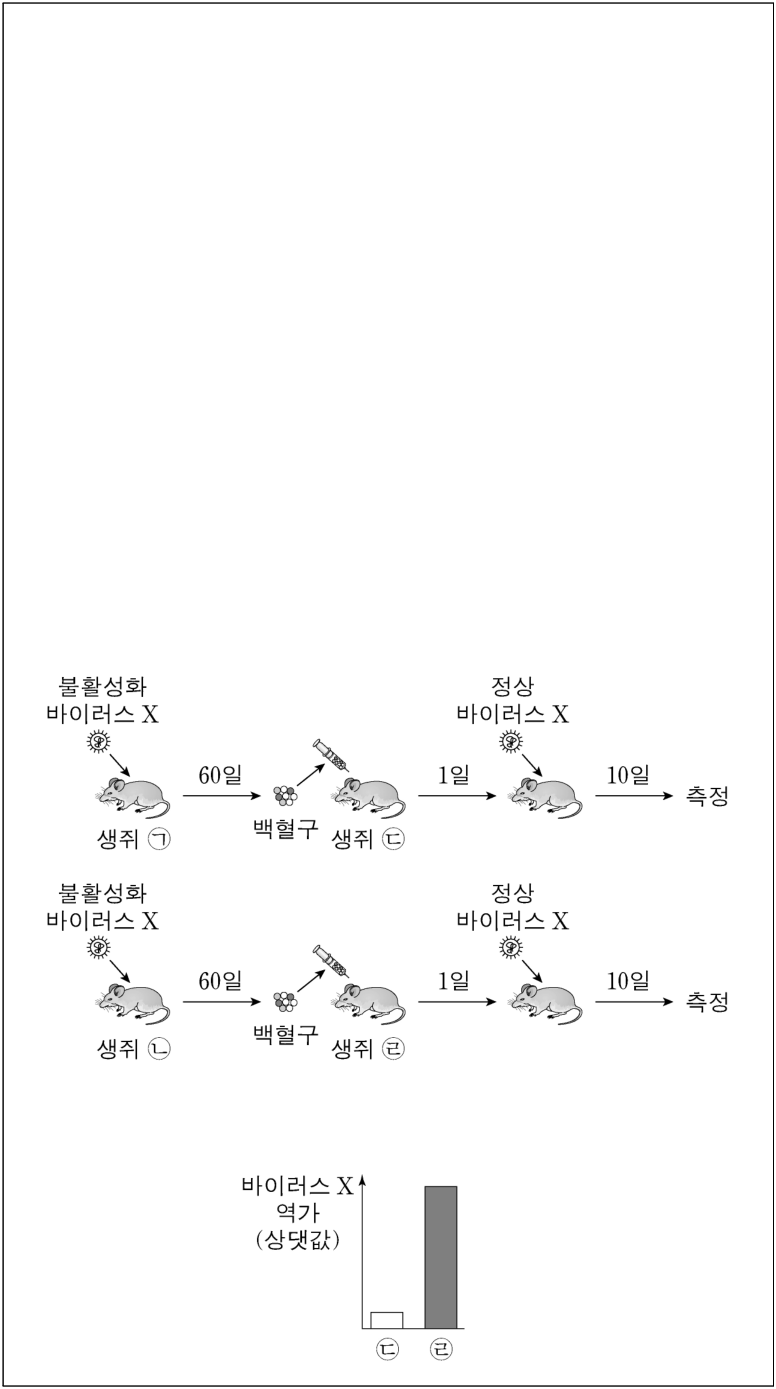 불활성화 정상
바이러스 X 바이러스 X
60일 1일 10일
측정
백혈구
생쥐 ㉠ 생쥐 ㉢
불활성화 정상
바이러스 X 바이러스 X
60일 1일 10일
측정
백혈구
생쥐 ㉡ 생쥐 ㉣
바이러스 X
역가
(상댓값)
㉢ ㉣